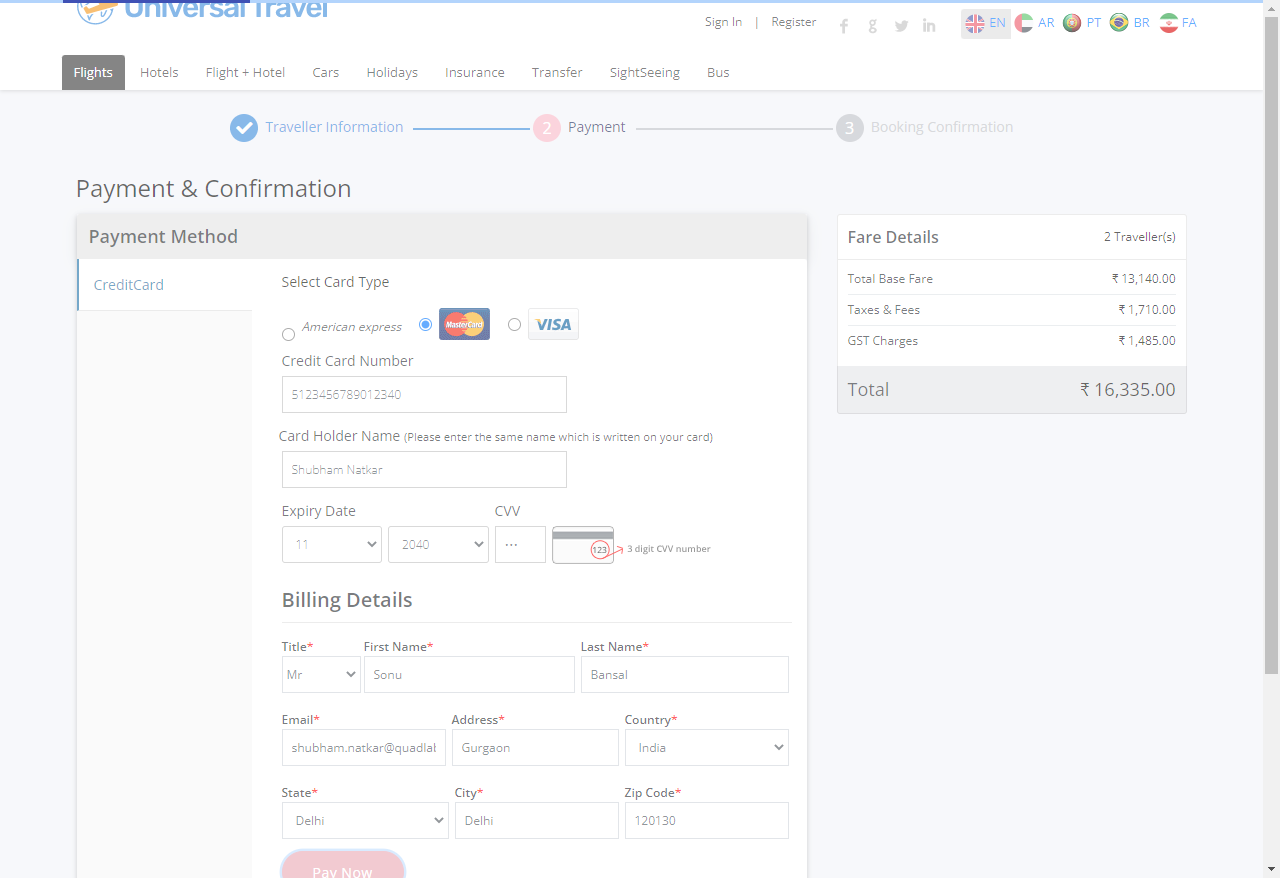 Universal Travel
Sign In | Register
EN AR PT BR FA
Flights Hotels Flight + Hotel Cars Holidays Insurance Transfer SightSeeing Bus
Traveller Information 2 Payment 3 Booking Confirmation
Payment & Confirmation
Payment Method
CreditCard
Select Card Type
American express MasterCard VISA
Credit Card Number
5123456789012340
Card Holder Name (Please enter the same name which is written on your card)
Shubham Natkar
Expiry Date CVV
11 2040 ... 123 3 digit CVV number
Billing Details
Title* First Name* Last Name*
Mr Sonu Bansal
Email* Address* Country*
shubham.natkar@quadlab Gurgaon India
State* City* Zip Code*
Delhi Delhi 120130
Pay Now
Fare Details 2 Traveller(s)
Total Base Fare ₹ 13,140.00
Taxes & Fees ₹ 1,710.00
GST Charges ₹ 1,485.00
Total ₹ 16,335.00